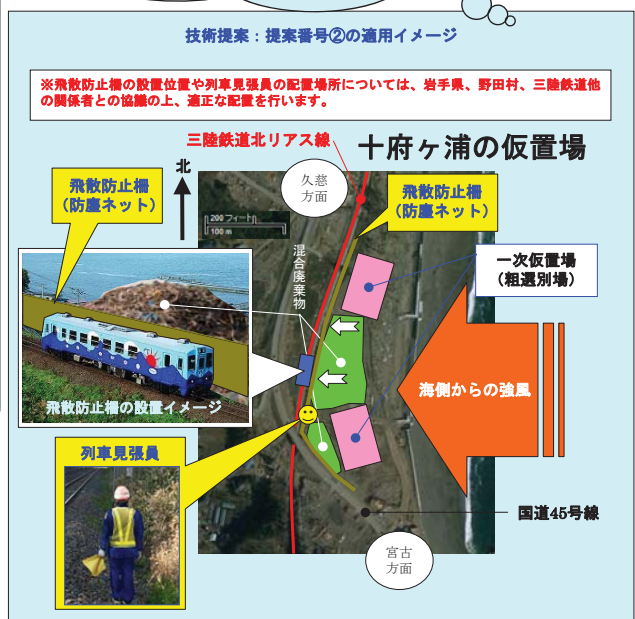 技術提案：提案番号②の適用イメージ
※飛散防止柵の設置位置や列車見張員の配置場所については、岩手県、野田村、三陸鉄道他
の関係者との協議の上、適正な配置を行います。
三陸鉄道北リアス線
十府ヶ浦の仮置場
北
久慈
方面
飛散防止柵
（防塵ネット）
飛散防止柵
（防塵ネット）
200 フィート
100 m
混合廃棄物
一次仮置場
（粗選別場）
海側からの強風
飛散防止柵の設置イメージ
列車見張員
国道45号線
宮古
方面